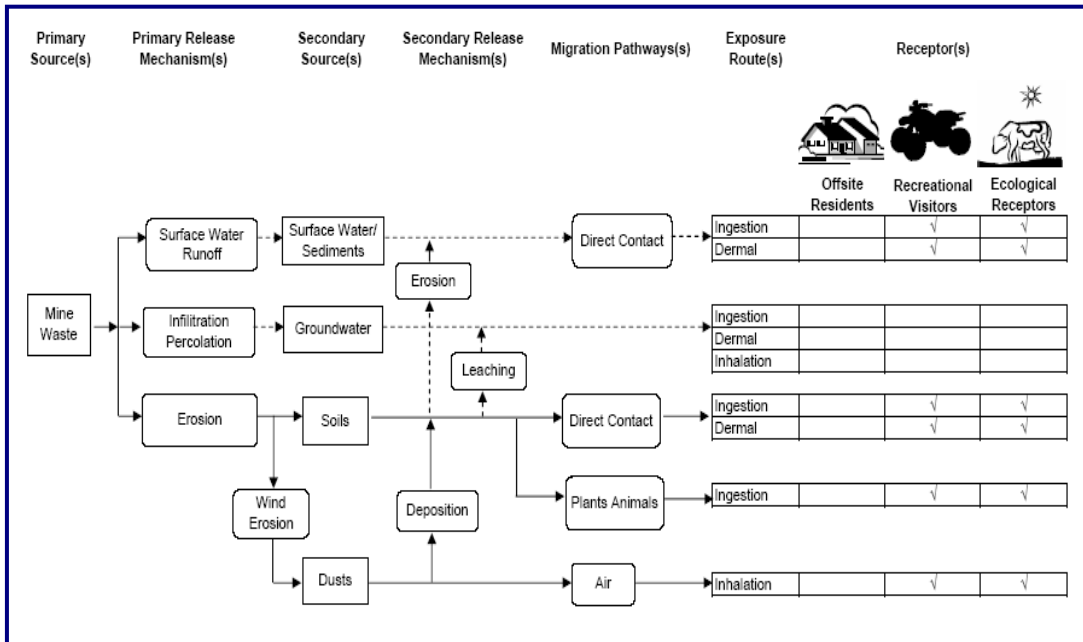 Primary
Source(s)
Primary Release
Mechanism(s)
Secondary
Source(s)
Secondary Release
Mechanism(s)
Migration Pathways(s)
Exposure
Route(s)
Receptor(s)
Offsite
Residents
Recreational
Visitors
Ecological
Receptors
Mine
Waste
Surface Water
Runoff
Surface Water/
Sediments
Erosion
Direct Contact
Ingestion √ √
Dermal √ √
Infilitration
Percolation
Groundwater
Leaching
Ingestion
Dermal
Inhalation
Erosion
Soils
Direct Contact
Ingestion √ √
Dermal √ √
Wind
Erosion
Deposition
Plants Animals
Ingestion √ √
Dusts
Air
Inhalation √ √